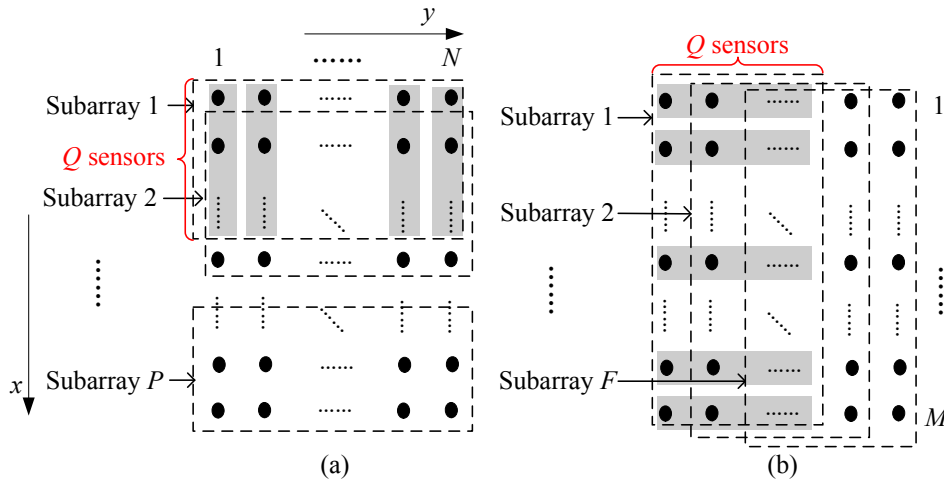 y
1
......
N
Subarray 1
Q sensors
Subarray 2
x
Subarray P
(a)
Q sensors
Subarray 1
1
Subarray 2
Subarray F
M
(b)